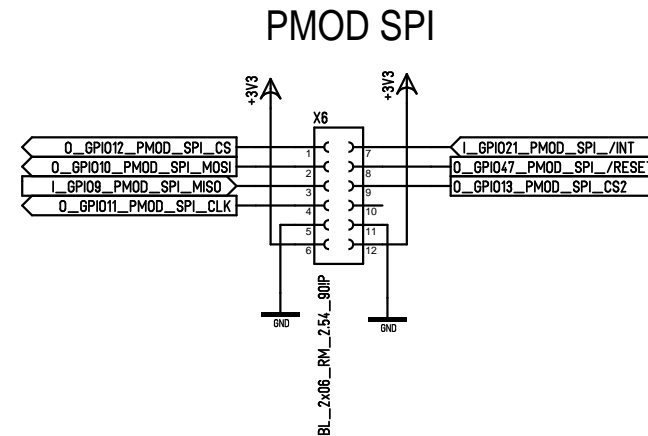 PMOD SPI
+3V3
+3V3
X6
O_GPIO12_PMOD_SPI_CS
1
7
I_GPIO21_PMOD_SPI_/INT
O_GPIO10_PMOD_SPI_MOSI
2
8
O_GPIO47_PMOD_SPI_/RESET
I_GPIO9_PMOD_SPI_MISO
3
9
O_GPIO13_PMOD_SPI_CS2
O_GPIO11_PMOD_SPI_CLK
4
10
5
11
6
12
GND
GND
BL_2x06_RM_2.54_90IP